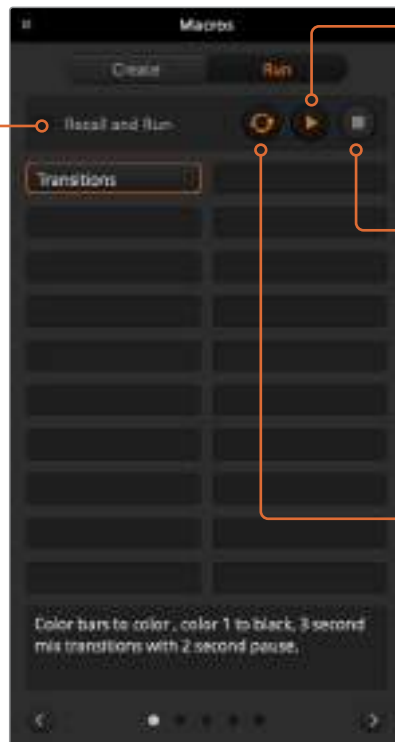 Macros
Create Run
Recall and Run
Transitions
Color bars to color , color 1 to black, 3 second
mix transitions with 2 second pause.